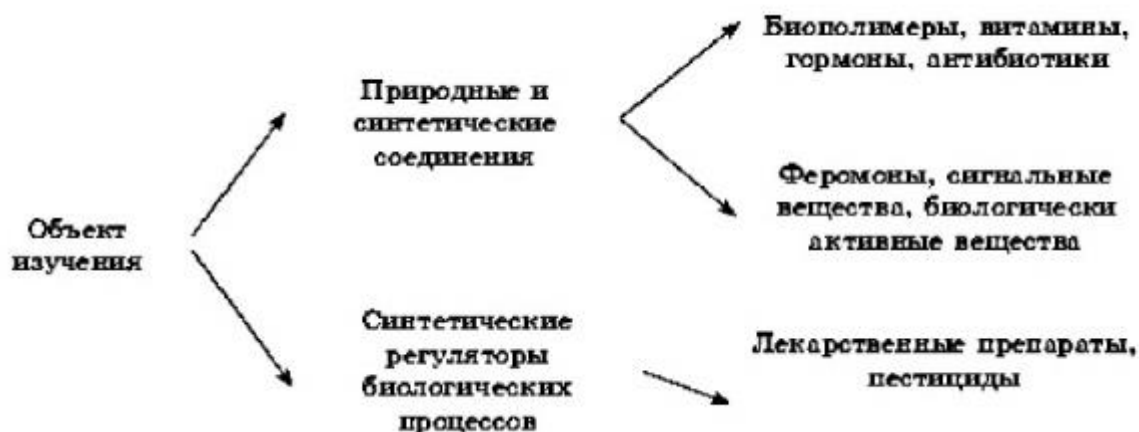 Объект
изучения
Природные и
синтетические
соединения
Синтетические
регуляторы
биологических
процессов
Биополимеры, витамины,
гормоны, антибиотики
Феромоны, сигнальные
вещества, биологически
активные вещества
Лекарственные препараты,
пестициды